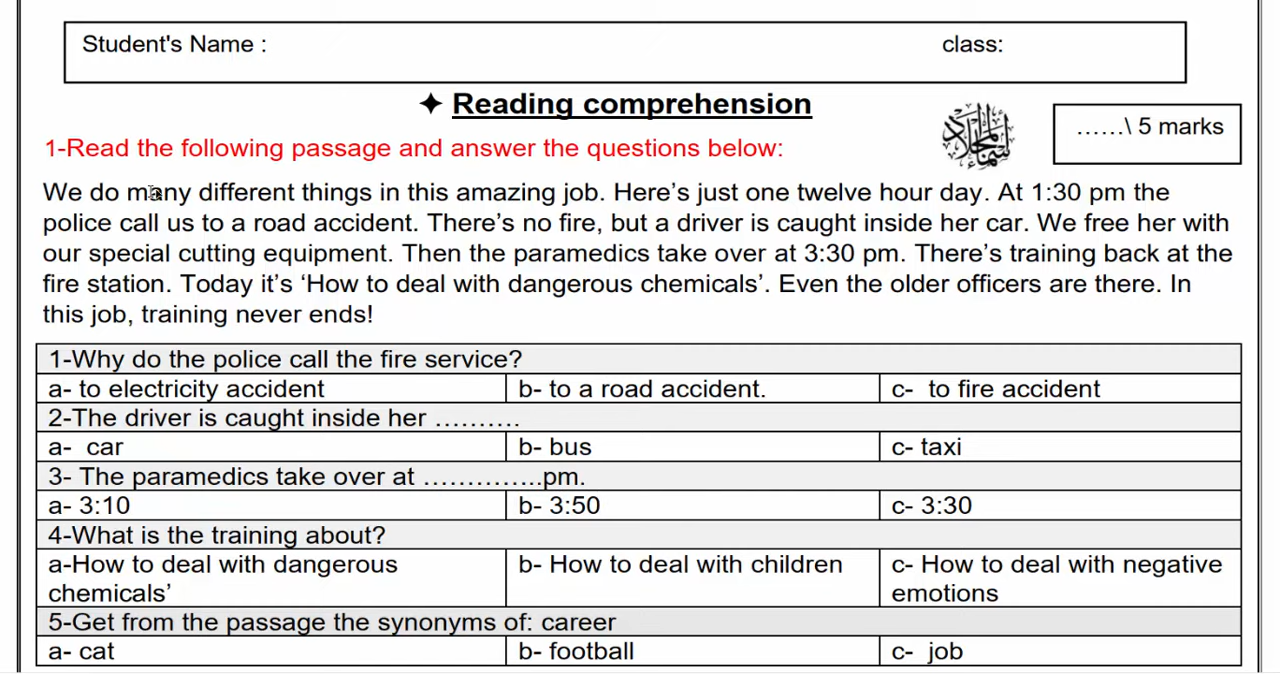 Student's Name : class:
✦ Reading comprehension
……\ 5 marks
1-Read the following passage and answer the questions below:
We do many different things in this amazing job. Here’s just one twelve hour day. At 1:30 pm the
police call us to a road accident. There’s no fire, but a driver is caught inside her car. We free her with
our special cutting equipment. Then the paramedics take over at 3:30 pm. There’s training back at the
fire station. Today it’s ‘How to deal with dangerous chemicals’. Even the older officers are there. In
this job, training never ends!
1-Why do the police call the fire service?
a- to electricity accident b- to a road accident. c- to fire accident
2-The driver is caught inside her ……….
a- car b- bus c- taxi
3- The paramedics take over at …………..pm.
a- 3:10 b- 3:50 c- 3:30
4-What is the training about?
a-How to deal with dangerous
chemicals’
b- How to deal with children
c- How to deal with negative
emotions
5-Get from the passage the synonyms of: career
a- cat b- football c- job